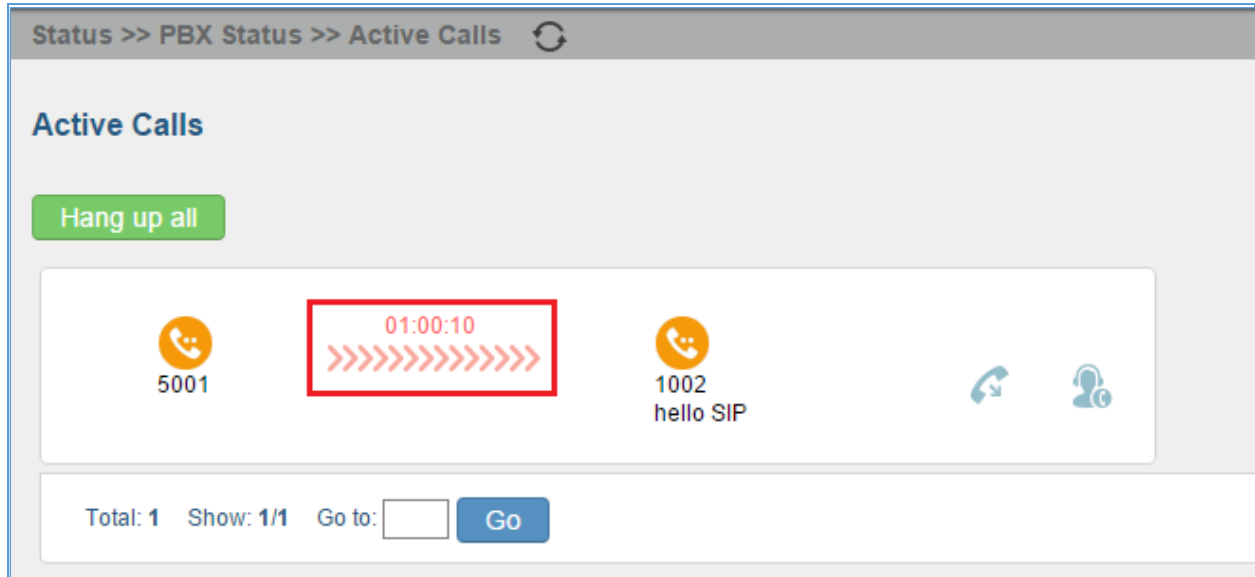 Status >> PBX Status >> Active Calls
Active Calls
Hang up all
01:00:10
5001
1002
hello SIP
Total: 1 Show: 1/1 Go to: Go